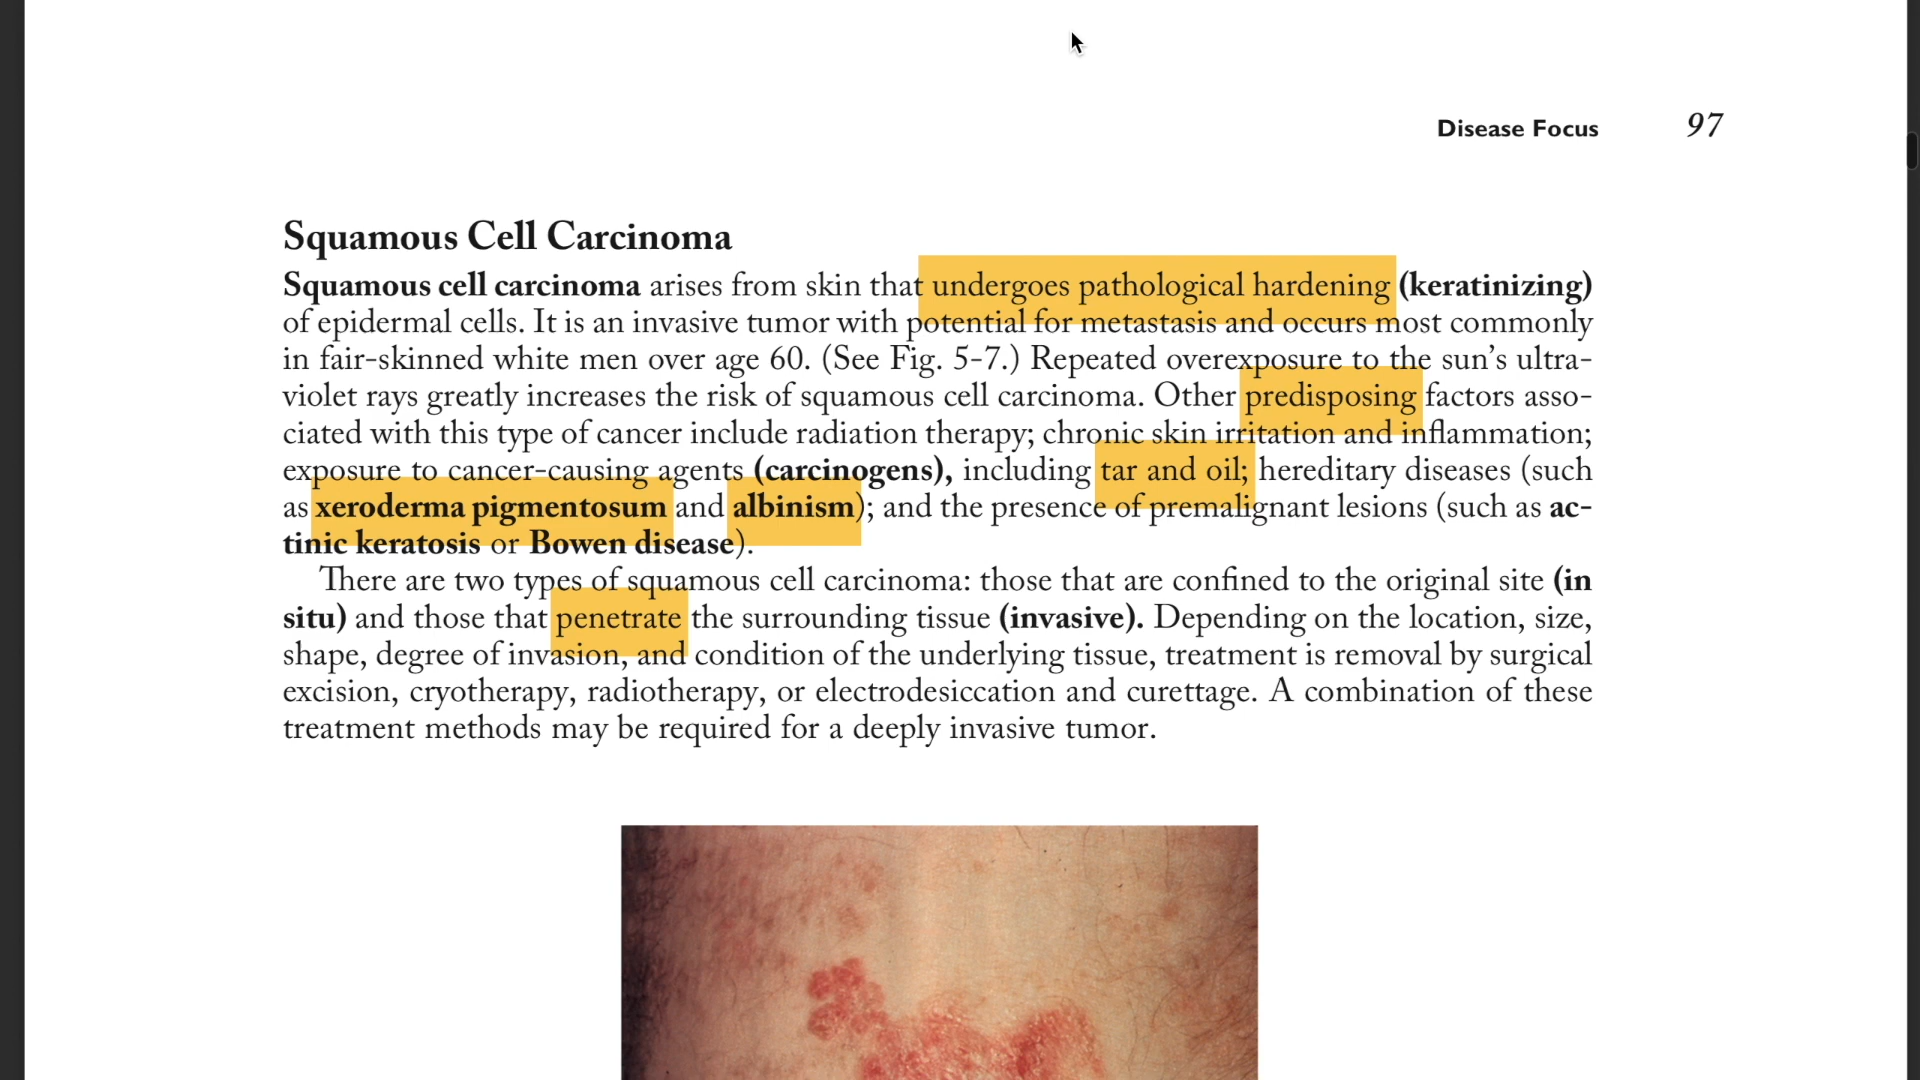 Disease Focus 97
Squamous Cell Carcinoma
Squamous cell carcinoma arises from skin that undergoes pathological hardening (keratinizing)
of epidermal cells. It is an invasive tumor with potential for metastasis and occurs most commonly
in fair-skinned white men over age 60. (See Fig. 5-7.) Repeated overexposure to the sun’s ultra-
violet rays greatly increases the risk of squamous cell carcinoma. Other predisposing factors asso-
ciated with this type of cancer include radiation therapy; chronic skin irritation and inflammation;
exposure to cancer-causing agents (carcinogens), including tar and oil; hereditary diseases (such
as xeroderma pigmentosum and albinism); and the presence of premalignant lesions (such as ac-
tinic keratosis or Bowen disease).
There are two types of squamous cell carcinoma: those that are confined to the original site (in
situ) and those that penetrate the surrounding tissue (invasive). Depending on the location, size,
shape, degree of invasion, and condition of the underlying tissue, treatment is removal by surgical
excision, cryotherapy, radiotherapy, or electrodesiccation and curettage. A combination of these
treatment methods may be required for a deeply invasive tumor.